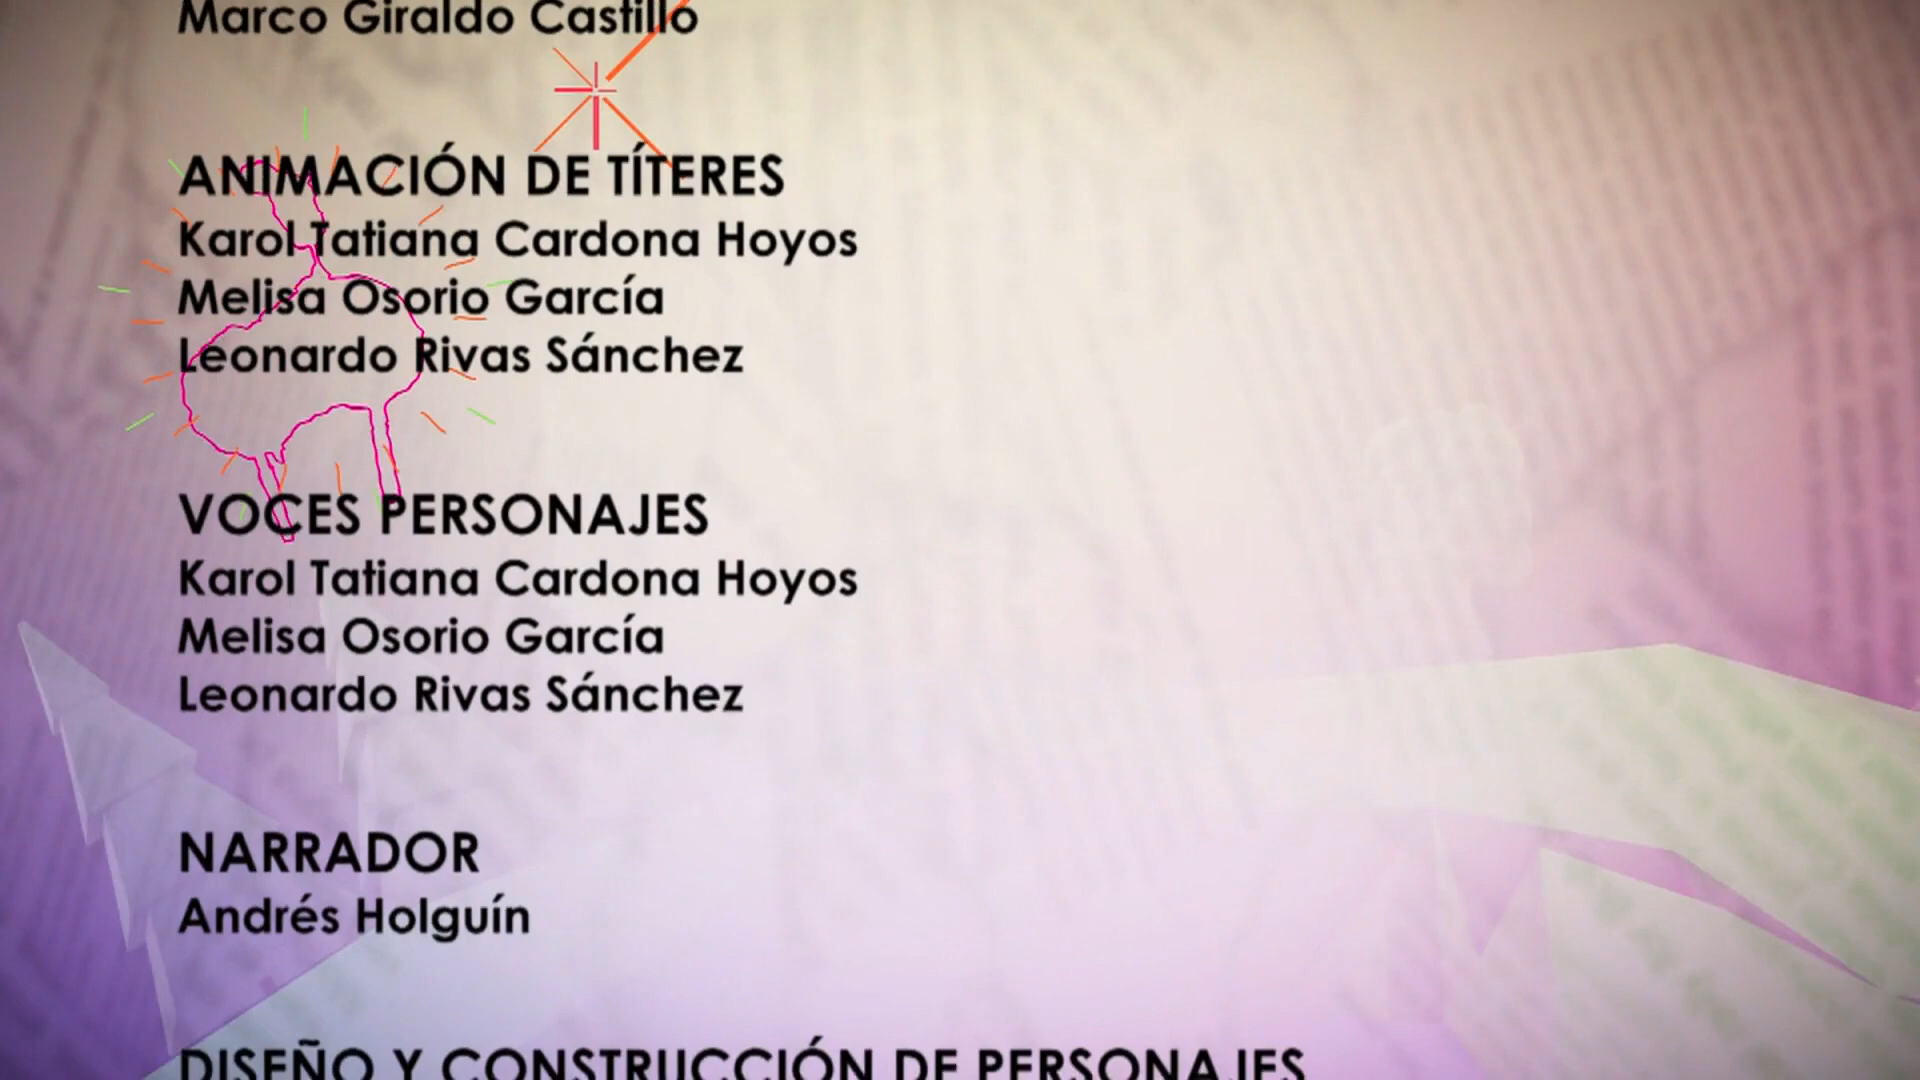 Marco Giraldo Castillo
ANIMACIÓN DE TÍTERES
Karol Tatiana Cardona Hoyos
Melisa Osorio García
Leonardo Rivas Sánchez
VOCES PERSONAJES
Karol Tatiana Cardona Hoyos
Melisa Osorio García
Leonardo Rivas Sánchez
NARRADOR
Andrés Holguín
DISEÑO Y CONSTRUCCIÓN DE PERSONAJES